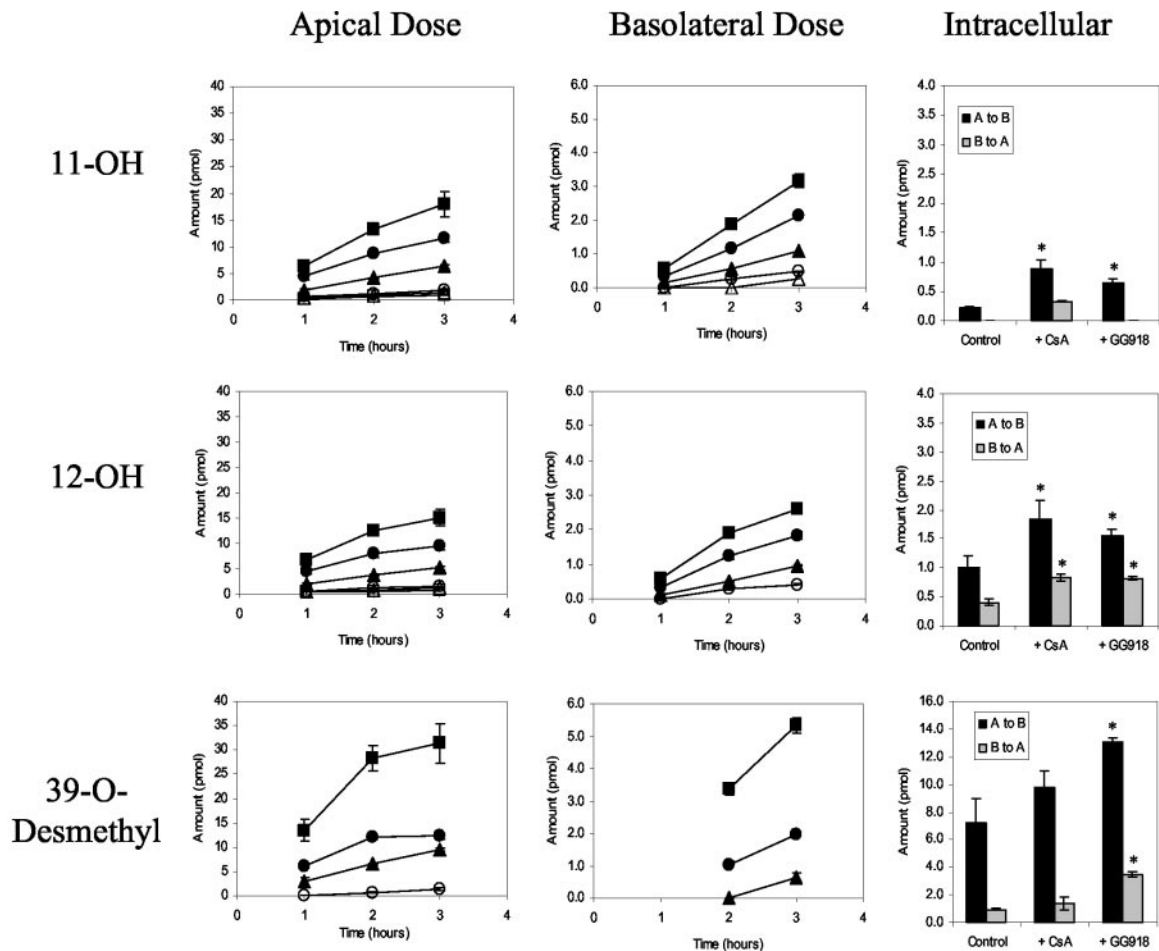 Apical Dose Basolateral Dose Intracellular
11-OH
Amount (pmol)
40
35
30
25
20
15
10
5
0
0 1 2 3 4
Time (hours)
Amount (pmol)
6.0
5.0
4.0
3.0
2.0
1.0
0.0
0 1 2 3 4
Time (hours)
Amount (pmol)
4.0
3.5
3.0
2.5
2.0
1.5
1.0
0.5
0.0
A to B
B to A
* *
Control + CsA + GG918
12-OH
Amount (pmol)
40
35
30
25
20
15
10
5
0
0 1 2 3 4
Time (hours)
Amount (pmol)
6.0
5.0
4.0
3.0
2.0
1.0
0.0
0 1 2 3 4
Time (hours)
Amount (pmol)
4.0
3.5
3.0
2.5
2.0
1.5
1.0
0.5
0.0
A to B
B to A
* *
* *
Control + CsA + GG918
39-O-
Desmethyl
Amount (pmol)
40
35
30
25
20
15
10
5
0
0 1 2 3 4
Time (hours)
Amount (pmol)
6.0
5.0
4.0
3.0
2.0
1.0
0.0
0 1 2 3 4
Time (hours)
Amount (pmol)
16.0
14.0
12.0
10.0
8.0
6.0
4.0
2.0
0.0
A to B
B to A
*
*
Control + CsA + GG918